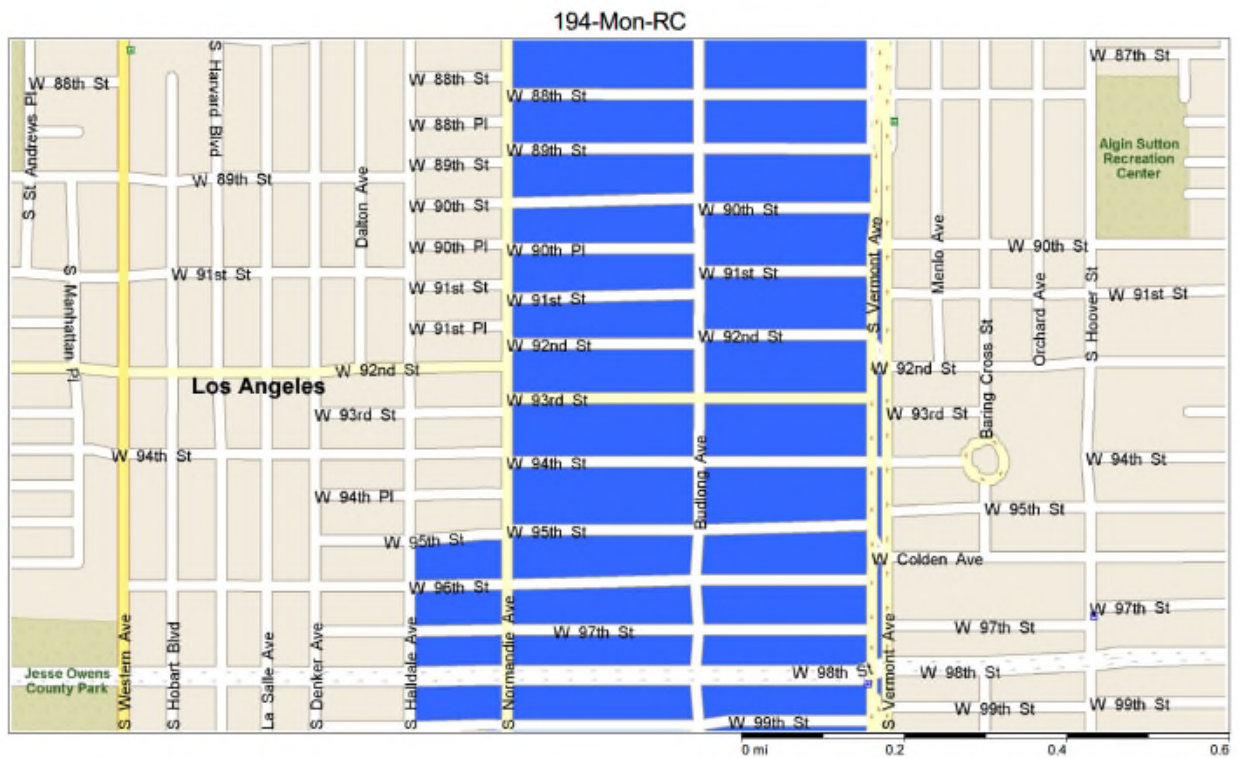 194-Mon-RC
W 87th St
W 88th St
W 88th St
W 88th St
S St Andrews Pl
S Harvard Blvd
W 88th Pl
W 89th St
Algin Sutton
Recreation
Center
W 89th St
W 89th St
Dalton Ave
W 90th St
W 90th St
W 90th Pl
W 90th Pl
W 90th St
S Vermont Ave
Menlo Ave
W 91st St
W 91st St
W 91st St
W 91st St
W 91st St
S Manhattan Pl
Orchard Ave
S Hoover St
Baring Cross St
W 91st Pl
W 92nd St
W 92nd St
W 92nd St
W 92nd St
Los Angeles
W 93rd St
W 93rd St
W 93rd St
W 94th St
W 94th St
W 94th St
Budlong Ave
W 94th Pl
W 95th St
W 95th St
W 95th St
W Colden Ave
W 96th St
W 97th St
W 97th St
W 97th St
Jesse Owens
County Park
S Western Ave
S Hobart Blvd
La Salle Ave
S Denker Ave
S Halldale Ave
S Normandie Ave
S Vermont Ave
W 98th St
W 98th St
W 99th St
W 99th St
W 99th St
0 mi
0.2
0.4
0.6